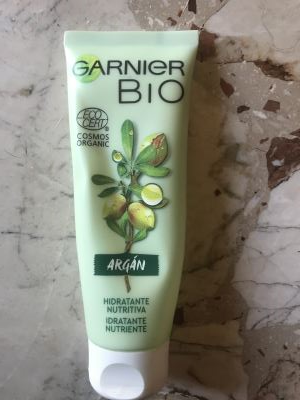 GARNIER
BIO
ECO
CERT
COSMOS
ORGANIC
ARGÁN
HIDRATANTE
NUTRITIVA
IDRATANTE
NUTRIENTE